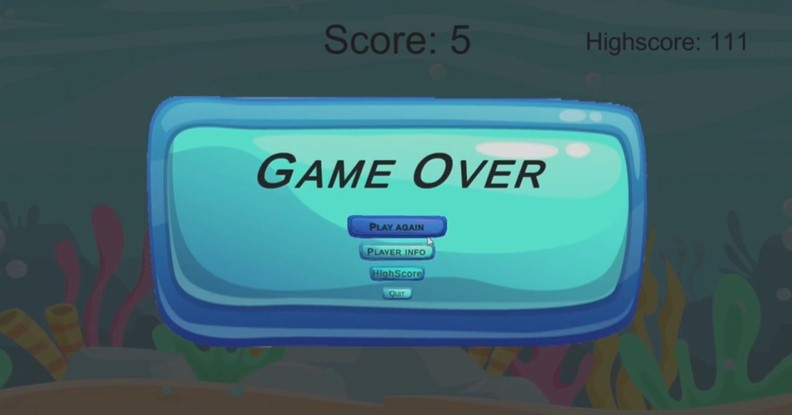 Score: 5
Highscore: 111
GAME OVER
PLAY AGAIN
PLAYER INFO
HighScore
QUIT